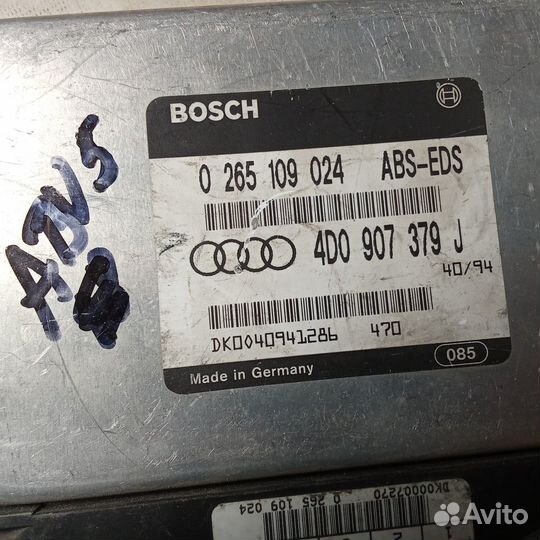 BOSCH
0 265 109 024 ABS-EDS
4D0 907 379 J
40/94
DK0040941286 470
085
Made in Germany
DK00007270
0 265 109 024
Avito